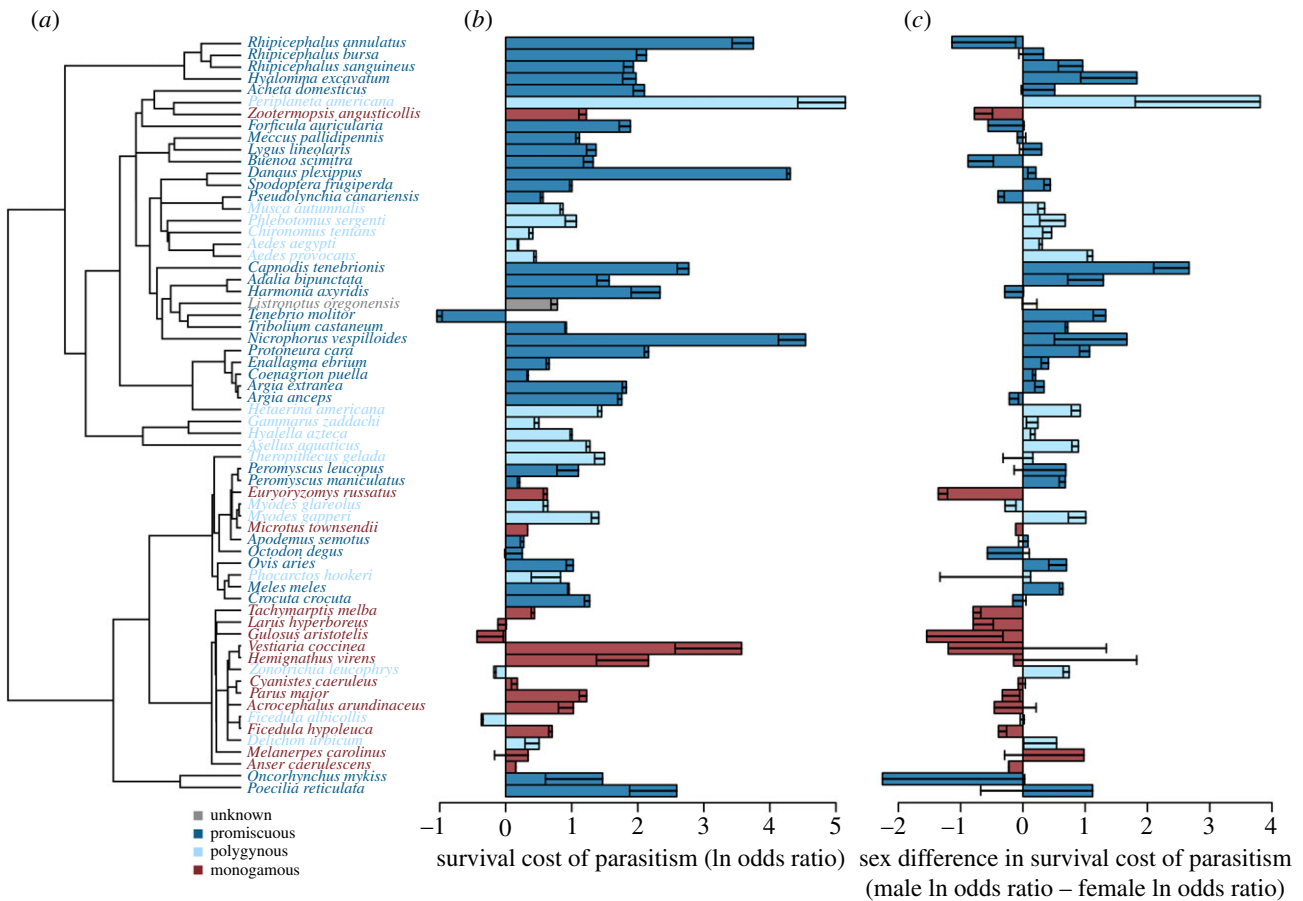 (a)
(b)
(c)
Rhipicephalus annulatus
Rhipicephalus bursa
Rhipicephalus sanguineus
Hyalomma excavatum
Acheta domesticus
Periplaneta americana
Zootermopsis angusticollis
Forficula auricularia
Meccus pallidipennis
Lygus lineolaris
Buenoa scimitra
Danaus plexippus
Spodoptera frugiperda
Pseudolynchia canariensis
Musca autumnalis
Phlebotomus sergenti
Chironomus tentans
Aedes aegypti
Aedes provocans
Capnodis tenebrionis
Adalia bipunctata
Harmonia axyridis
Listronotus oregonensis
Tenebrio molitor
Tribolium castaneum
Nicrophorus vespilloides
Protoneura cara
Enallagma ebrium
Coenagrion puella
Argia extranea
Argia anceps
Hetaerina americana
Gammarus zaddachi
Hyalella azteca
Asellus aquaticus
Theropithecus gelada
Peromyscus leucopus
Peromyscus maniculatus
Euryoryzomys russatus
Myodes glareolus
Myodes gapperi
Microtus townsendii
Apodemus semotus
Octodon degus
Ovis aries
Phocarctos hookeri
Meles meles
Crocuta crocuta
Tachymarptis melba
Larus hyperboreus
Gulosus aristotelis
Vestiaria coccinea
Hemignathus virens
Zonotrichia leucophrys
Cyanistes caeruleus
Parus major
Acrocephalus arundinaceus
Ficedula albicollis
Ficedula hypoleuca
Delichon urbicum
Melanerpes carolinus
Anser caerulescens
Oncorhynchus mykiss
Poecilia reticulata
unknown
promiscuous
polygynous
monogamous
−1 0 1 2 3 4 5
survival cost of parasitism (ln odds ratio)
−2 −1 0 1 2 3 4
sex difference in survival cost of parasitism
(male ln odds ratio – female ln odds ratio)